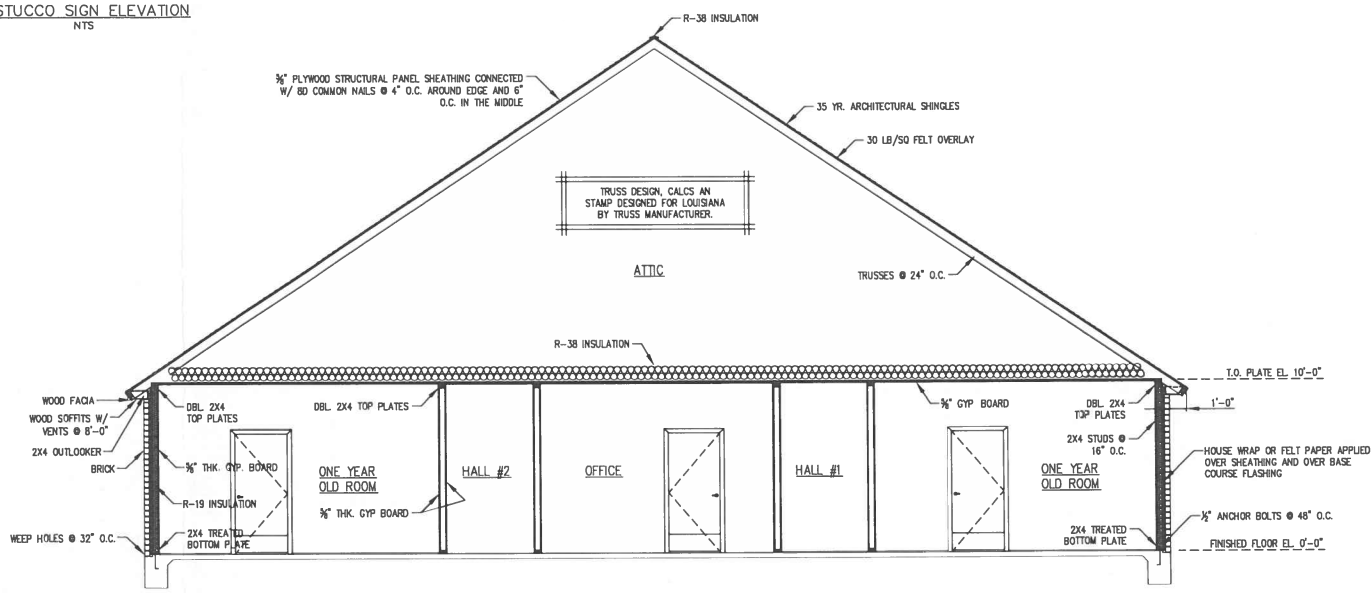 STUCCO SIGN ELEVATION
NTS
R-38 INSULATION
⅝" PLYWOOD STRUCTURAL PANEL SHEATHING CONNECTED
W/ 8D COMMON NAILS @ 4" O.C. AROUND EDGE AND 6"
O.C. IN THE MIDDLE
35 YR. ARCHITECTURAL SHINGLES
30 LB/SQ FELT OVERLAY
TRUSS DESIGN, CALCS AN
STAMP DESIGNED FOR LOUISIANA
BY TRUSS MANUFACTURER.
ATTIC
TRUSSES @ 24" O.C.
R-38 INSULATION
T.O. PLATE EL. 10'-0"
WOOD FACIA
WOOD SOFFITS W/
VENTS @ 8'-0"
2X4 OUTLOOKER
BRICK
WEEP HOLES @ 32" O.C.
DBL. 2X4
TOP PLATES
⅝" THK. GYP. BOARD
R-19 INSULATION
2X4 TREATED
BOTTOM PLATE
ONE YEAR
OLD ROOM
DBL. 2X4 TOP PLATES
⅝" THK. GYP BOARD
HALL #2
OFFICE
HALL #1
⅝" GYP BOARD
ONE YEAR
OLD ROOM
DBL. 2X4
TOP PLATES
2X4 STUDS @
16" O.C.
2X4 TREATED
BOTTOM PLATE
1'-0"
HOUSE WRAP OR FELT PAPER APPLIED
OVER SHEATHING AND OVER BASE
COURSE FLASHING
½" ANCHOR BOLTS @ 48" O.C.
FINISHED FLOOR EL. 0'-0"